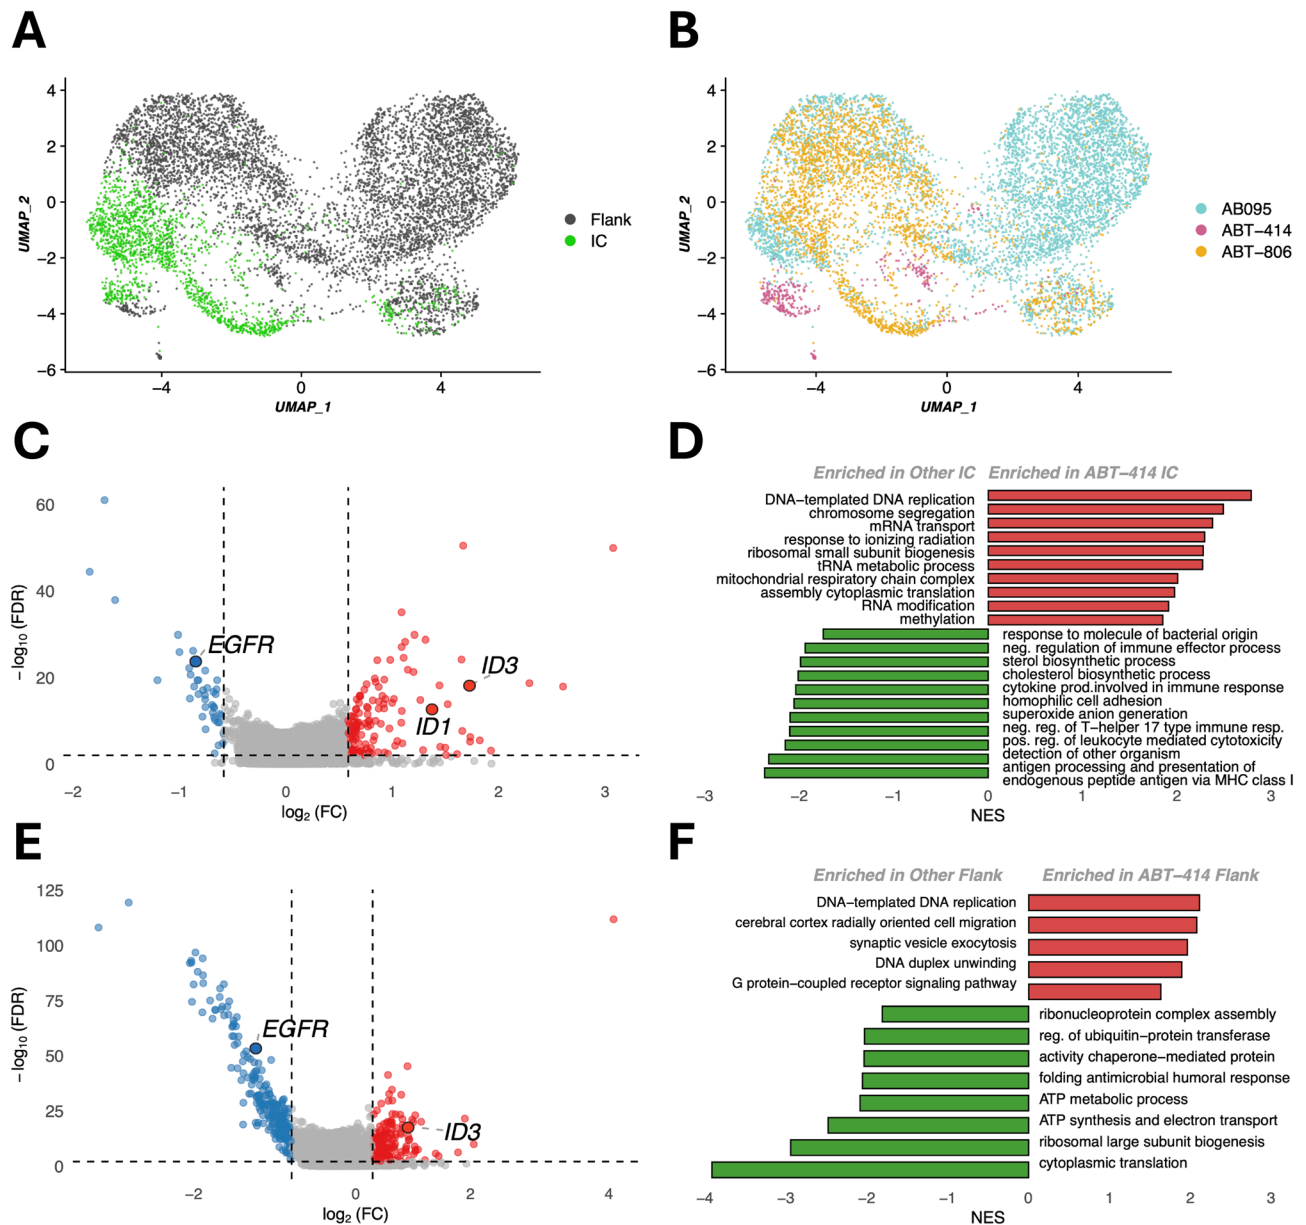 A
B
4
2
0
−2
−4
−6
UMAP_2
−4
0
4
UMAP_1
Flank
IC
4
2
0
−2
−4
−6
UMAP_2
−4
0
4
UMAP_1
AB095
ABT−414
ABT−806
C
60
40
20
0
−log10 (FDR)
EGFR
ID3
ID1
−2
−1
0
1
2
3
log2 (FC)
D
Enriched in Other IC
Enriched in ABT−414 IC
DNA−templated DNA replication
chromosome segregation
mRNA transport
response to ionizing radiation
ribosomal small subunit biogenesis
tRNA metabolic process
mitochondrial respiratory chain complex
assembly cytoplasmic translation
RNA modification
methylation
response to molecule of bacterial origin
neg. regulation of immune effector process
sterol biosynthetic process
cholesterol biosynthetic process
cytokine prod.involved in immune response
homophilic cell adhesion
superoxide anion generation
neg. reg. of T−helper 17 type immune resp.
pos. reg. of leukocyte mediated cytotoxicity
detection of other organism
antigen processing and presentation of
endogenous peptide antigen via MHC class I
−3
−2
−1
0
1
2
3
NES
E
125
100
75
50
25
0
−log10 (FDR)
EGFR
ID3
−2
0
2
4
log2 (FC)
F
Enriched in Other Flank
Enriched in ABT−414 Flank
DNA−templated DNA replication
cerebral cortex radially oriented cell migration
synaptic vesicle exocytosis
DNA duplex unwinding
G protein−coupled receptor signaling pathway
ribonucleoprotein complex assembly
reg. of ubiquitin−protein transferase
activity chaperone−mediated protein
folding antimicrobial humoral response
ATP metabolic process
ATP synthesis and electron transport
ribosomal large subunit biogenesis
cytoplasmic translation
−4
−3
−2
−1
0
1
2
3
NES